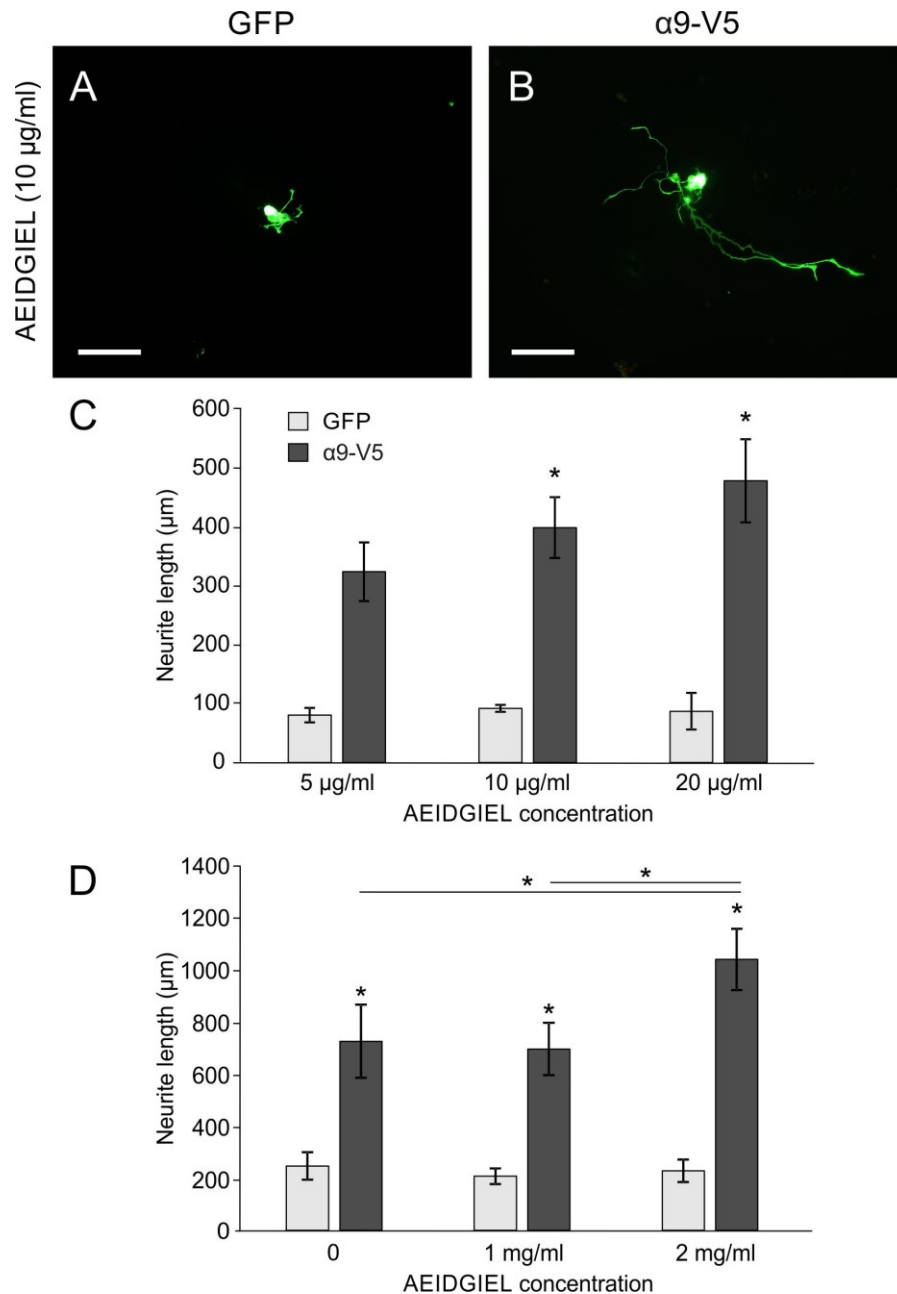 GFP
α9-V5
AEIDGIEL (10 µg/ml)
A
B
C
600
500
400
300
200
100
0
Neurite length (µm)
GFP
α9-V5
*
*
5 µg/ml
10 µg/ml
20 µg/ml
AEIDGIEL concentration
D
1400
1200
1000
800
600
400
200
0
Neurite length (µm)
*
*
*
*
*
0
1 mg/ml
2 mg/ml
AEIDGIEL concentration